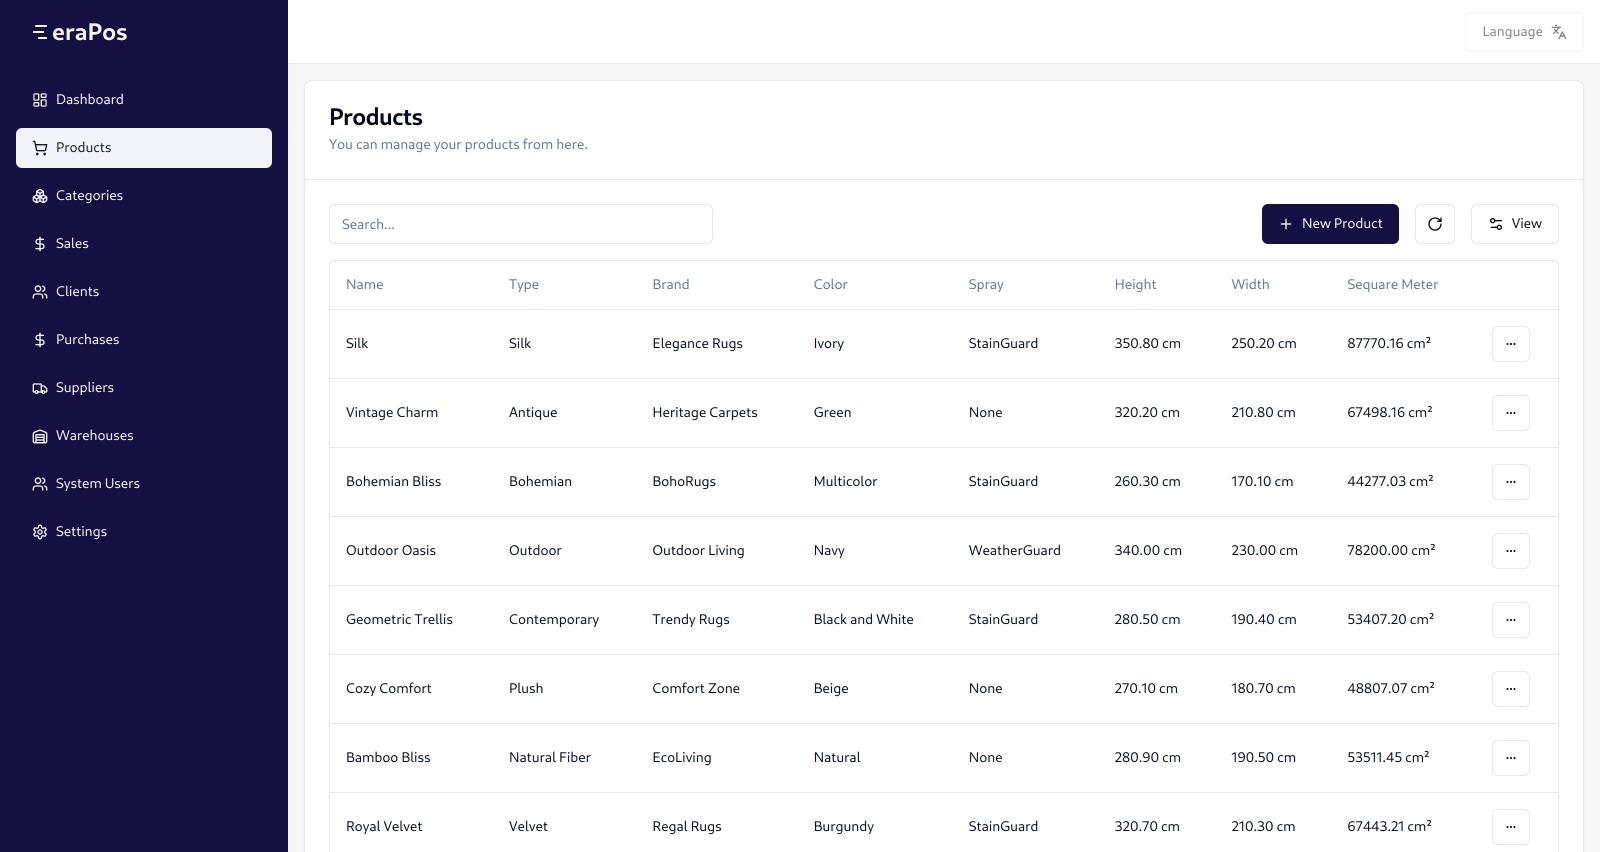 eraPos
Language
Dashboard
Products
Categories
Sales
Clients
Purchases
Suppliers
Warehouses
System Users
Settings
Products
You can manage your products from here.
Search...
New Product
View
Name Type Brand Color Spray Height Width Sequare Meter
Silk Silk Elegance Rugs Ivory StainGuard 350.80 cm 250.20 cm 87770.16 cm²
Vintage Charm Antique Heritage Carpets Green None 320.20 cm 210.80 cm 67498.16 cm²
Bohemian Bliss Bohemian BohoRugs Multicolor StainGuard 260.30 cm 170.10 cm 44277.03 cm²
Outdoor Oasis Outdoor Outdoor Living Navy WeatherGuard 340.00 cm 230.00 cm 78200.00 cm²
Geometric Trellis Contemporary Trendy Rugs Black and White StainGuard 280.50 cm 190.40 cm 53407.20 cm²
Cozy Comfort Plush Comfort Zone Beige None 270.10 cm 180.70 cm 48807.07 cm²
Bamboo Bliss Natural Fiber EcoLiving Natural None 280.90 cm 190.50 cm 53511.45 cm²
Royal Velvet Velvet Regal Rugs Burgundy StainGuard 320.70 cm 210.30 cm 67443.21 cm²